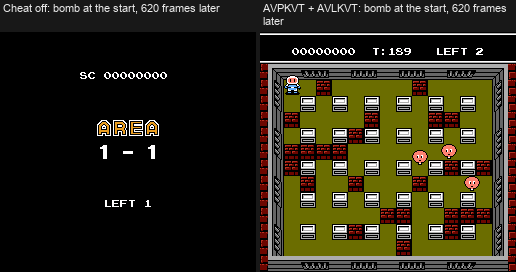 Cheat off: bomb at the start, 620 frames later
SC 00000000
AREA
1 - 1
LEFT 1
AVPKVT + AVLKVT: bomb at the start, 620 frames
later
00000000 T:189 LEFT 2